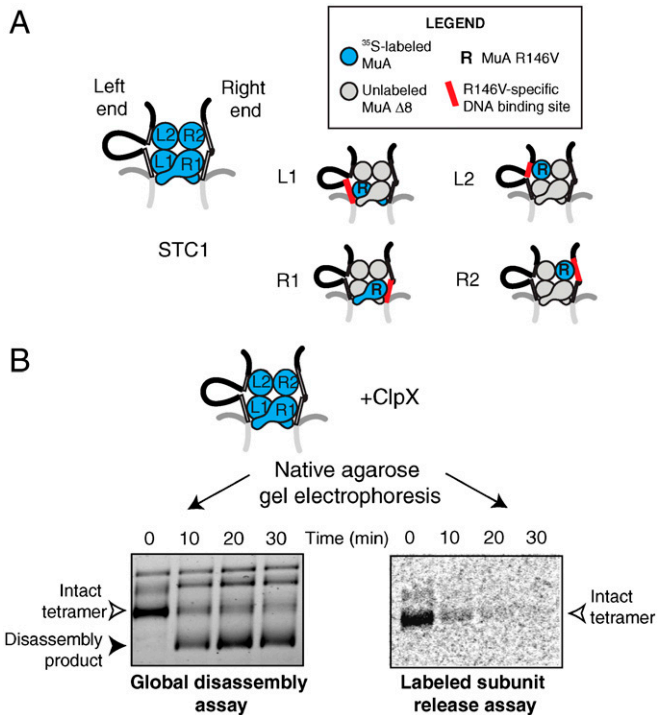 A
LEGEND
35S-labeled
MuA
R MuA R146V
Unlabeled
MuA Δ8
R146V-specific
DNA binding site
Left
end
Right
end
L2 R2
L1 R1
STC1
L1
R
L2
R
R1
R
R2
R
B
L2 R2
L1 R1
+ClpX
Native agarose
gel electrophoresis
0 10 20 30 Time (min) 0 10 20 30
Intact
tetramer
Disassembly
product
Intact
tetramer
Global disassembly
assay
Labeled subunit
release assay